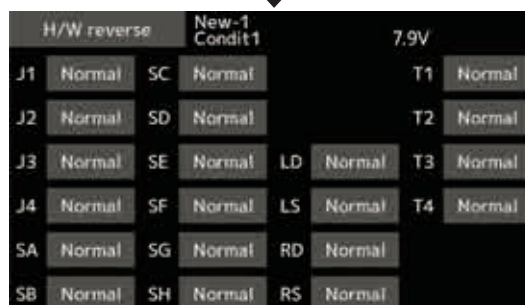 H/W reverse New-1
Condit1 7.9V
J1 Normal SC Normal T1 Normal
J2 Normal SD Normal T2 Normal
J3 Normal SE Normal LD Normal T3 Normal
J4 Normal SF Normal LS Normal T4 Normal
SA Normal SG Normal RD Normal
SB Normal SH Normal RS Normal